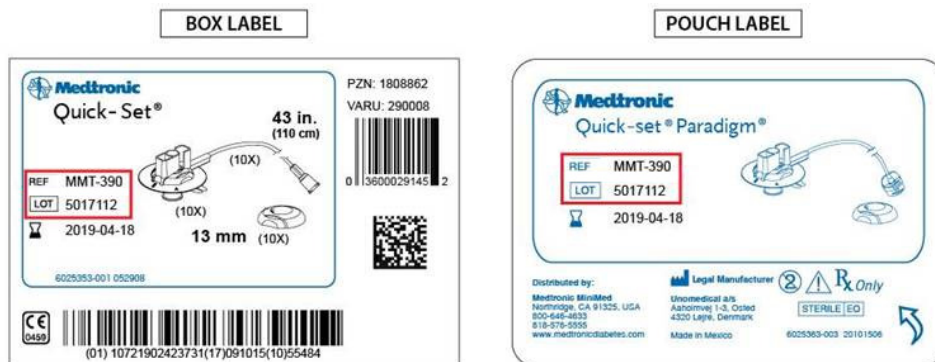 BOX LABEL
Medtronic
Quick-Set®
43 in.
(110 cm)
(10X)
REF MMT-390
LOT 5017112
2019-04-18
(10X)
13 mm (10X)
6025353-001 052908
PZN: 1808862
VARU: 290008
0 3600029145 2
CE
0459
(01) 10721902423731(17)091015(10)55484
POUCH LABEL
Medtronic
Quick-set® Paradigm®
REF MMT-390
LOT 5017112
2019-04-18
Distributed by:
Medtronic MiniMed
Northridge, CA 91325, USA
800-646-4633
818-576-5555
www.medtronicdiabetes.com
Legal Manufacturer
Unomedical a/s
Aaholmvej 1-3, Osted
4320 Lejre, Denmark
Made in Mexico
2
Rx Only
STERILE EO
6025363-003 20101506